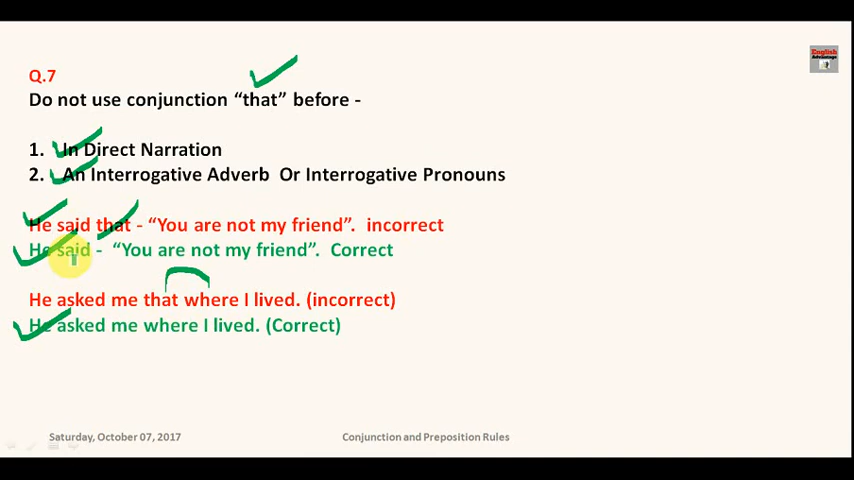 English
Advantage
Q.7
Do not use conjunction “that” before -
1. In Direct Narration
2. An Interrogative Adverb Or Interrogative Pronouns
He said that - “You are not my friend”. incorrect
He said - “You are not my friend”. Correct
He asked me that where I lived. (incorrect)
He asked me where I lived. (Correct)
Saturday, October 07, 2017
Conjunction and Preposition Rules